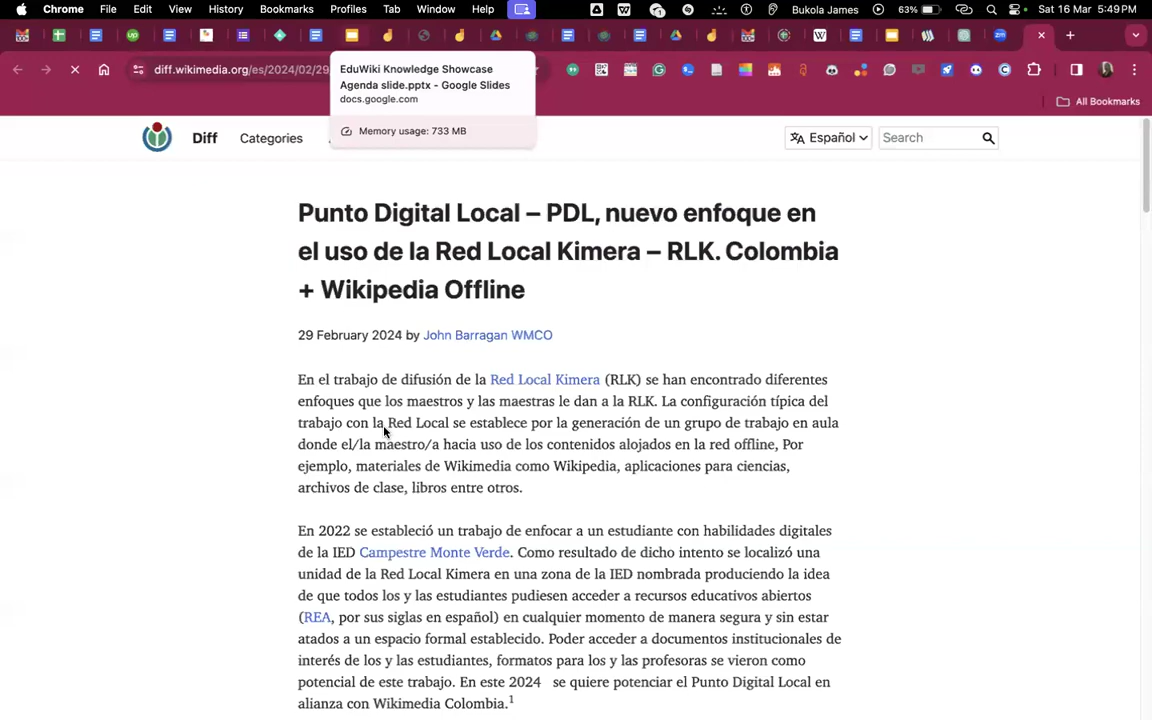 Chrome File Edit View History Bookmarks Profiles Tab Window Help Bukola James 63% Sat 16 Mar 5:49 PM
diff.wikimedia.org/es/2024/02/29
EduWiki Knowledge Showcase
Agenda slide.pptx - Google Slides
docs.google.com
Memory usage: 733 MB
All Bookmarks
Diff Categories Español Search
Punto Digital Local – PDL, nuevo enfoque en
el uso de la Red Local Kimera – RLK. Colombia
+ Wikipedia Offline
29 February 2024 by John Barragan WMCO
En el trabajo de difusión de la Red Local Kimera (RLK) se han encontrado diferentes
enfoques que los maestros y las maestras le dan a la RLK. La configuración típica del
trabajo con la Red Local se establece por la generación de un grupo de trabajo en aula
donde el/la maestro/a hacia uso de los contenidos alojados en la red offline, Por
ejemplo, materiales de Wikimedia como Wikipedia, aplicaciones para ciencias,
archivos de clase, libros entre otros.
En 2022 se estableció un trabajo de enfocar a un estudiante con habilidades digitales
de la IED Campestre Monte Verde. Como resultado de dicho intento se localizó una
unidad de la Red Local Kimera en una zona de la IED nombrada produciendo la idea
de que todos los y las estudiantes pudiesen acceder a recursos educativos abiertos
(REA, por sus siglas en español) en cualquier momento de manera segura y sin estar
atados a un espacio formal establecido. Poder acceder a documentos institucionales de
interés de los y las estudiantes, formatos para los y las profesoras se vieron como
potencial de este trabajo. En este 2024 se quiere potenciar el Punto Digital Local en
alianza con Wikimedia Colombia.1